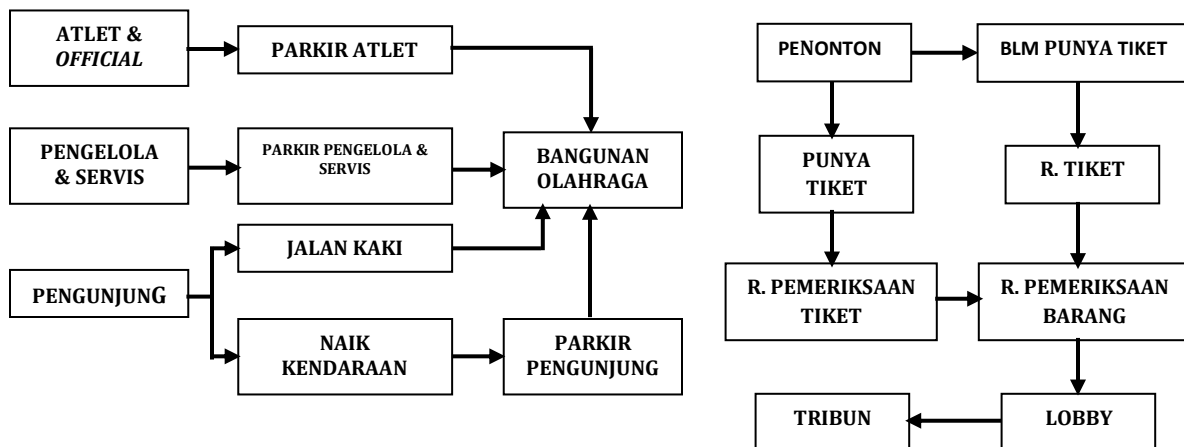 ATLET &
OFFICIAL
PARKIR ATLET
PENGELOLA
& SERVIS
PARKIR PENGELOLA &
SERVIS
BANGUNAN
OLAHRAGA
PENGUNJUNG
JALAN KAKI
NAIK
KENDARAAN
PARKIR
PENGUNJUNG
PENONTON
BLM PUNYA TIKET
PUNYA
TIKET
R. TIKET
R. PEMERIKSAAN
TIKET
R. PEMERIKSAAN
BARANG
TRIBUN
LOBBY